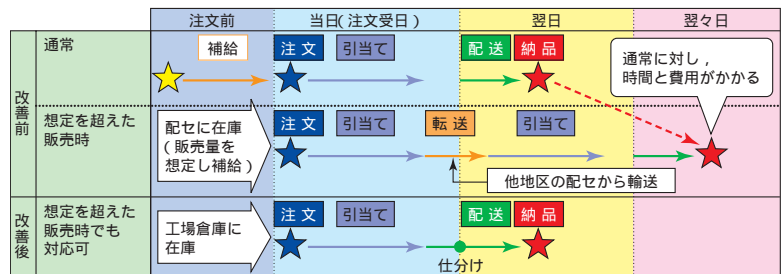 注文前
当日(注文受日)
翌日
翌々日
改善前
通常
補給
注文
引当て
配送
納品
通常に対し,
時間と費用がかかる
想定を超えた
販売時
配セに在庫
(販売量を
想定し補給)
注文
引当て
転送
引当て
他地区の配セから輸送
改善後
想定を超えた
販売時でも
対応可
工場倉庫に
在庫
注文
引当て
配送
納品
仕分け